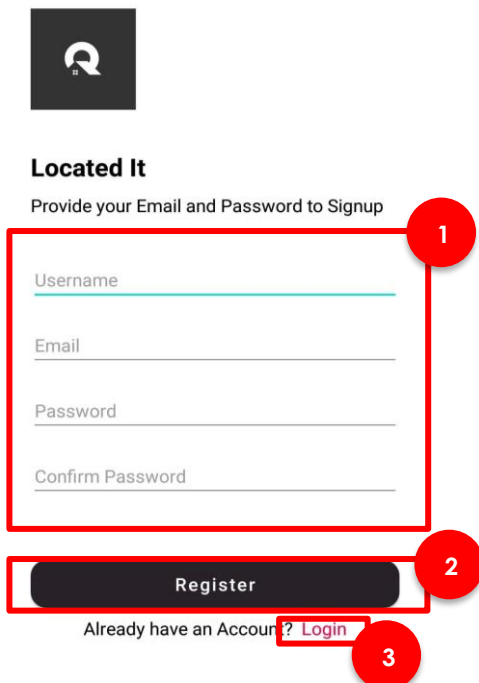 Located It
Provide your Email and Password to Signup
1
Username
Email
Password
Confirm Password
2
Register
Already have an Account? Login
3